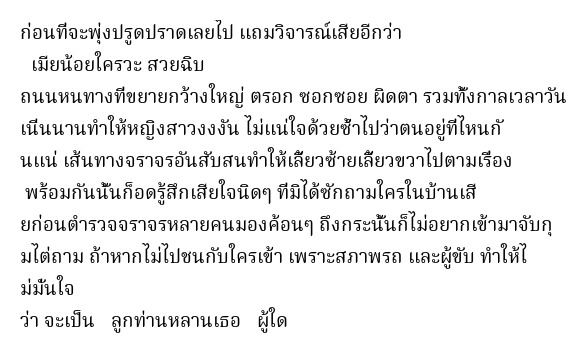 ก่อนที่จะพุ่งปรูดปราดเลยไป แถมวิจารณ์เสียอีกว่า
เมียน้อยใครวะ สวยฉิบ
ถนนหนทางที่ขยายกว้างใหญ่ ตรอก ซอกซอย ผิดตา รวมทั้งกาลเวลาวัน
เนิ่นนานทำให้หญิงสาวงงงัน ไม่แน่ใจด้วยซ้ำไปว่าตนอยู่ที่ไหนกั
นแน่ เส้นทางจราจรอันสับสนทำให้เลี้ยวซ้ายเลี้ยวขวาไปตามเรื่อง
พร้อมกันนั้นก็อดรู้สึกเสียใจนิดๆ ที่มิได้ซักถามใครในบ้านเสี
ยก่อนตำรวจจราจรหลายคนมองค้อนๆ ถึงกระนั้นก็ไม่อยากเข้ามาจับกุ
มไต่ถาม ถ้าหากไม่ไปชนกับใครเข้า เพราะสภาพรถ และผู้ขับ ทำให้ไ
ม่มั่นใจ
ว่า จะเป็น ลูกท่านหลานเธอ ผู้ใด